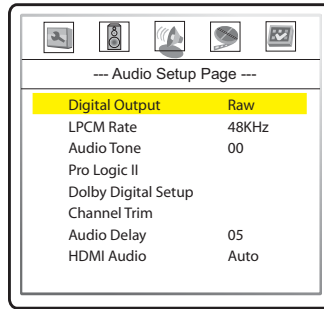 --- Audio Setup Page ---
Digital Output Raw
LPCM Rate 48KHz
Audio Tone 00
Pro Logic II
Dolby Digital Setup
Channel Trim
Audio Delay 05
HDMI Audio Auto